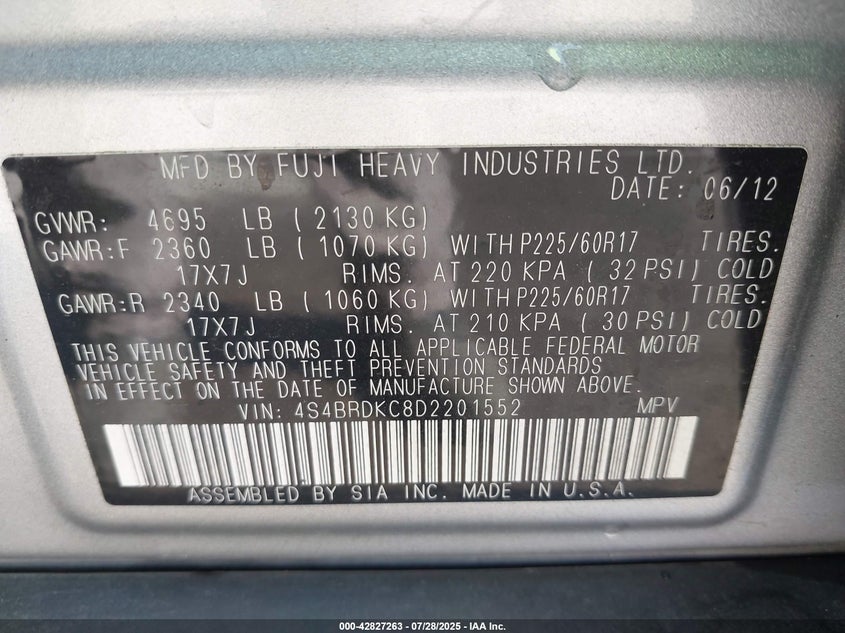 MFD BY FUJI HEAVY INDUSTRIES LTD.
DATE: 06/12
GVWR: 4695 LB ( 2130 KG)
GAWR:F 2360 LB ( 1070 KG) WITH P225/60R17 TIRES.
17X7J RIMS. AT 220 KPA ( 32 PSI) COLD
GAWR:R 2340 LB ( 1060 KG) WITH P225/60R17 TIRES.
17X7J RIMS. AT 210 KPA ( 30 PSI) COLD
THIS VEHICLE CONFORMS TO ALL APPLICABLE FEDERAL MOTOR
VEHICLE SAFETY AND THEFT PREVENTION STANDARDS
IN EFFECT ON THE DATE OF MANUFACTURE SHOWN ABOVE.
VIN: 4S4BRDKC8D2201552 MPV
ASSEMBLED BY SIA INC. MADE IN U.S.A.
000-42827263 - 07/28/2025 - IAA Inc.